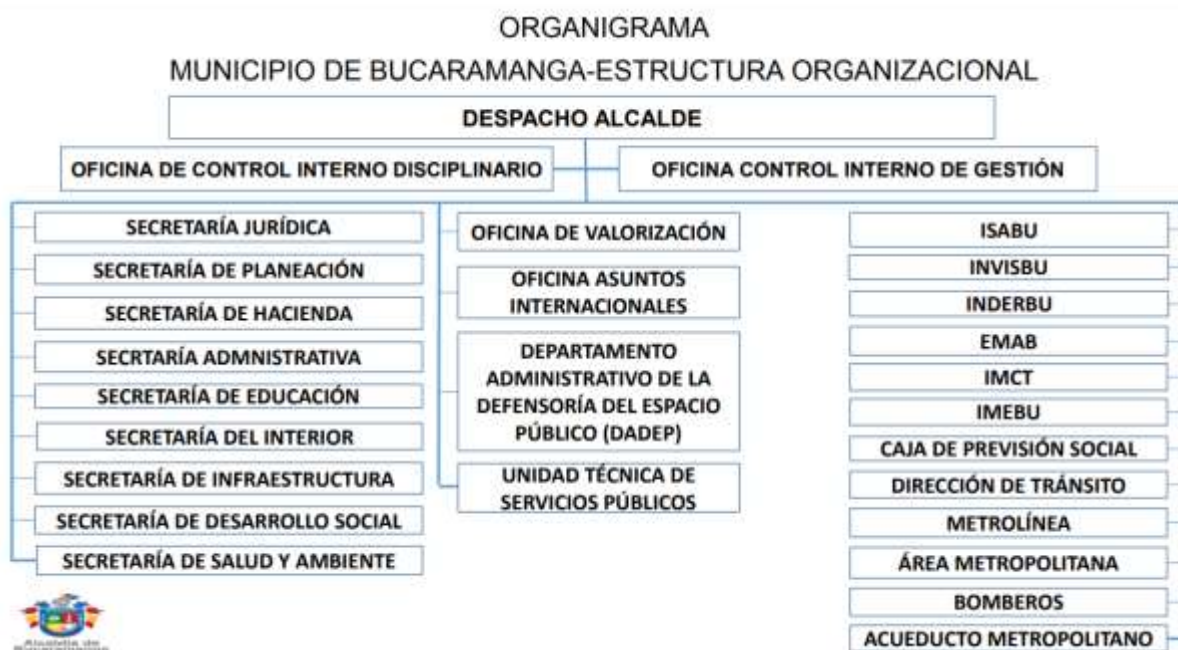 ORGANIGRAMA
MUNICIPIO DE BUCARAMANGA-ESTRUCTURA ORGANIZACIONAL
DESPACHO ALCALDE
OFICINA DE CONTROL INTERNO DISCIPLINARIO
OFICINA CONTROL INTERNO DE GESTIÓN
SECRETARÍA JURÍDICA
SECRETARÍA DE PLANEACIÓN
SECRETARÍA DE HACIENDA
SECRTARÍA ADMNISTRATIVA
SECRETARÍA DE EDUCACIÓN
SECRETARÍA DEL INTERIOR
SECRETARÍA DE INFRAESTRUCTURA
SECRETARÍA DE DESARROLLO SOCIAL
SECRETARÍA DE SALUD Y AMBIENTE
OFICINA DE VALORIZACIÓN
OFICINA ASUNTOS
INTERNACIONALES
DEPARTAMENTO
ADMINISTRATIVO DE LA
DEFENSORÍA DEL ESPACIO
PÚBLICO (DADEP)
UNIDAD TÉCNICA DE
SERVICIOS PÚBLICOS
ISABU
INVISBU
INDERBU
EMAB
IMCT
IMEBU
CAJA DE PREVISIÓN SOCIAL
DIRECCIÓN DE TRÁNSITO
METROLÍNEA
ÁREA METROPOLITANA
BOMBEROS
ACUEDUCTO METROPOLITANO
Alcaldía de
Bucaramanga